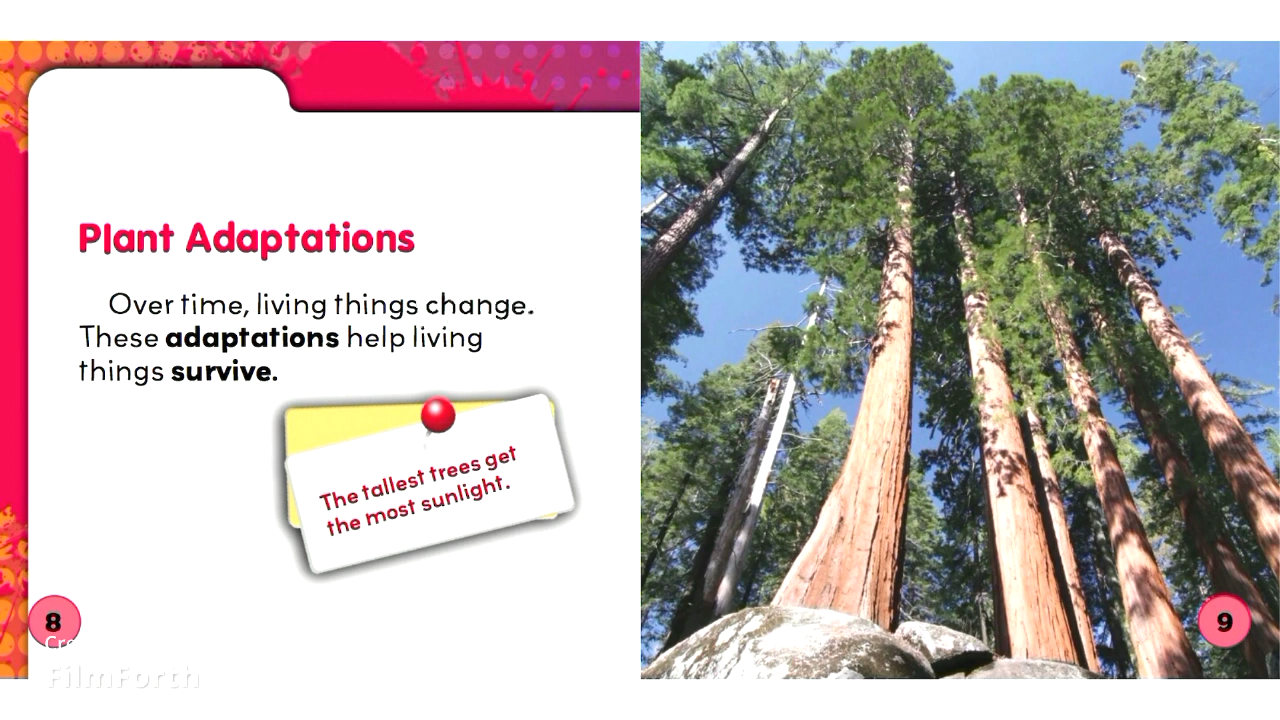 Plant Adaptations
Over time, living things change.
These adaptations help living
things survive.
The tallest trees get
the most sunlight.
8
9
FilmForth